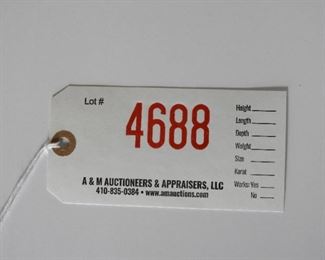 Lot #
4688
Height
Length
Depth
Weight
Size
Karat
Works: Yes
No
A & M AUCTIONEERS & APPRAISERS, LLC
410-835-0384 • www.amauctions.com